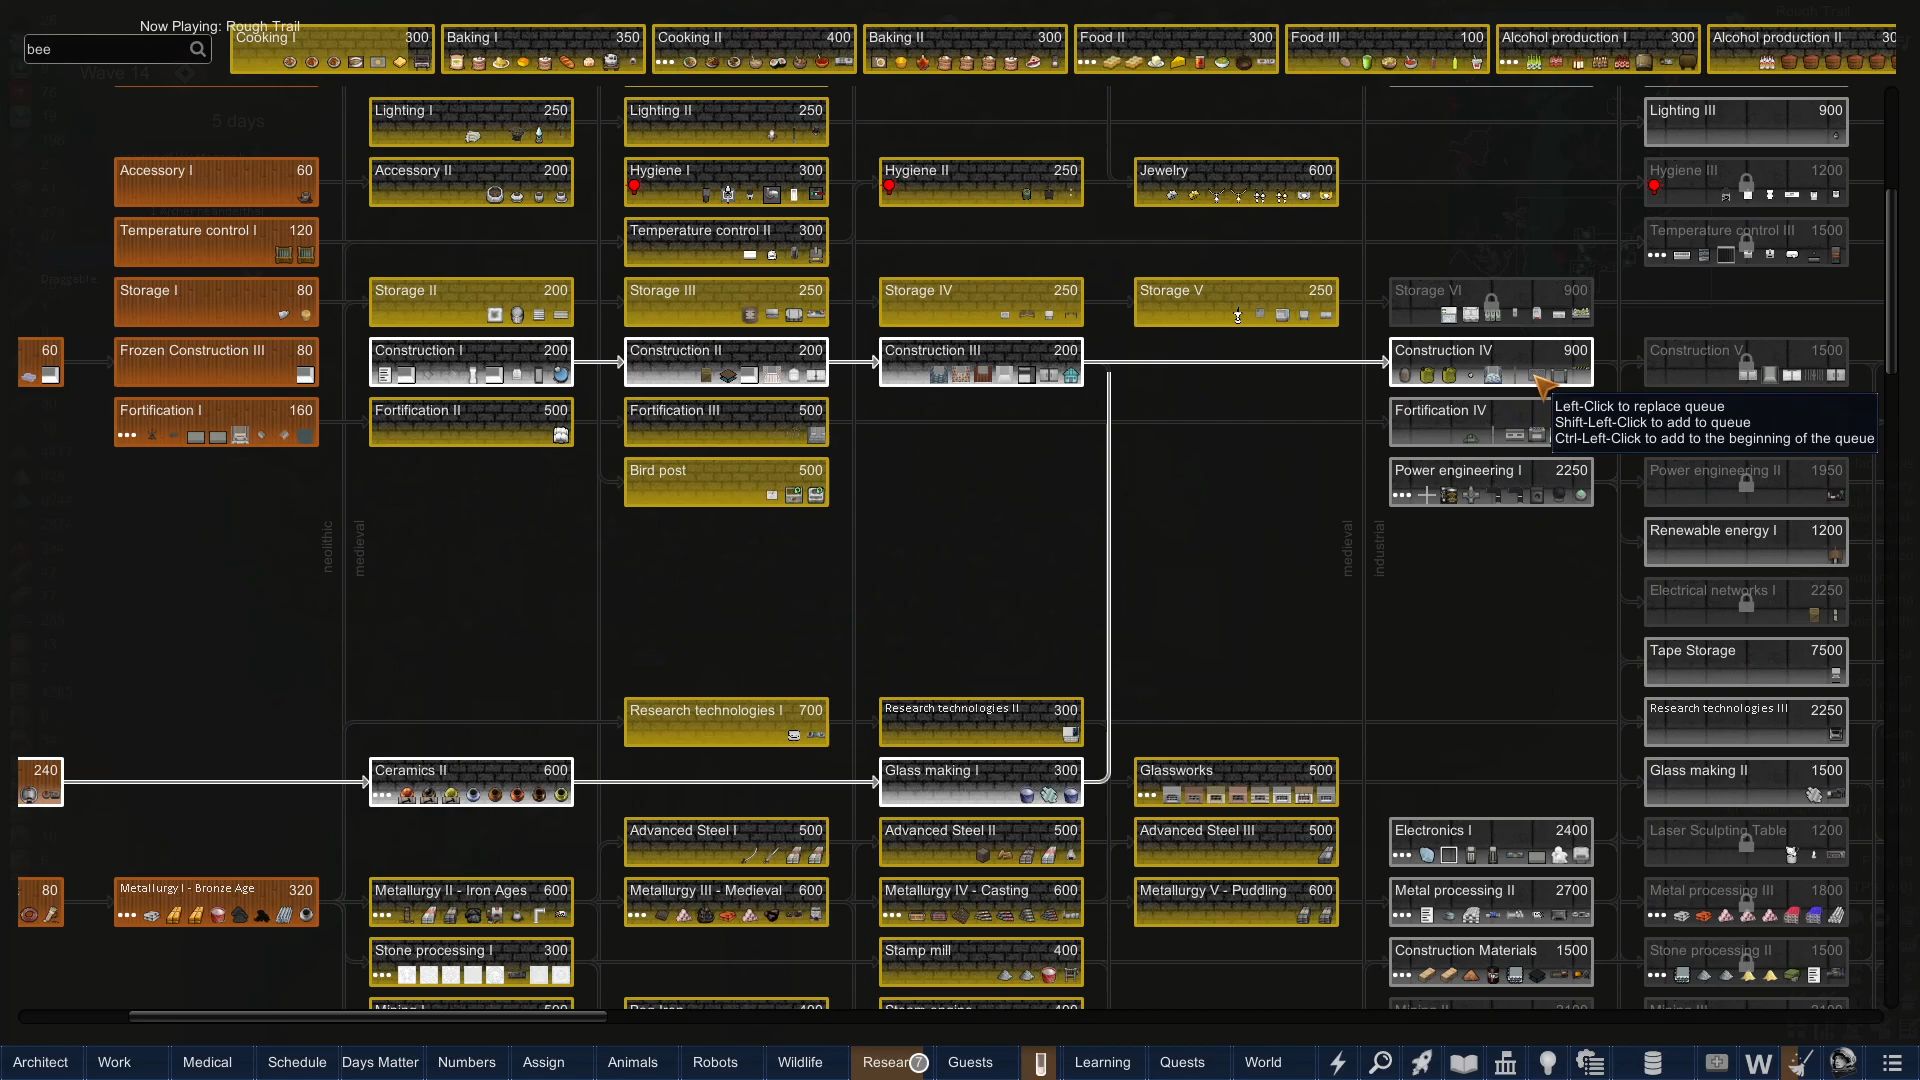 Now Playing: Rough Trail
bee
Wave 14
5 days
Cooking I 300
Baking I 350
Cooking II 400
Baking II 300
Food II 300
Food III 100
Alcohol production I 300
Alcohol production II 30
Lighting I 250
Lighting II 250
Lighting III 900
Accessory I 60
Accessory II 200
Hygiene I 300
Hygiene II 250
Jewelry 600
Hygiene III 1200
Temperature control I 120
Temperature control II 300
Temperature control III 1500
Storage I 80
Storage II 200
Storage III 250
Storage IV 250
Storage V 250
Storage VI 900
60
Frozen Construction III 80
Construction I 200
Construction II 200
Construction III 200
Construction IV 900
Construction V 1500
Fortification I 160
Fortification II 500
Fortification III 500
Fortification IV
Left-Click to replace queue
Shift-Left-Click to add to queue
Ctrl-Left-Click to add to the beginning of the queue
Bird post 500
Power engineering I 2250
Power engineering II 1950
neolithic
medieval
medieval
industrial
Renewable energy I 1200
Electrical networks I 2250
Tape Storage 7500
Research technologies I 700
Research technologies II 300
Research technologies III 2250
240
Ceramics II 600
Glass making I 300
Glassworks 500
Glass making II 1500
Advanced Steel I 500
Advanced Steel II 500
Advanced Steel III 500
Electronics I 2400
Laser Sculpting Table 1200
80
Metallurgy I - Bronze Age 320
Metallurgy II - Iron Ages 600
Metallurgy III - Medieval 600
Metallurgy IV - Casting 600
Metallurgy V - Puddling 600
Metal processing II 2700
Metal processing III 1800
Stone processing I 300
Stamp mill 400
Construction Materials 1500
Stone processing II 1500
Architect
Work
Medical
Schedule
Days Matter
Numbers
Assign
Animals
Robots
Wildlife
Resear 7
Guests
Learning
Quests
World
W